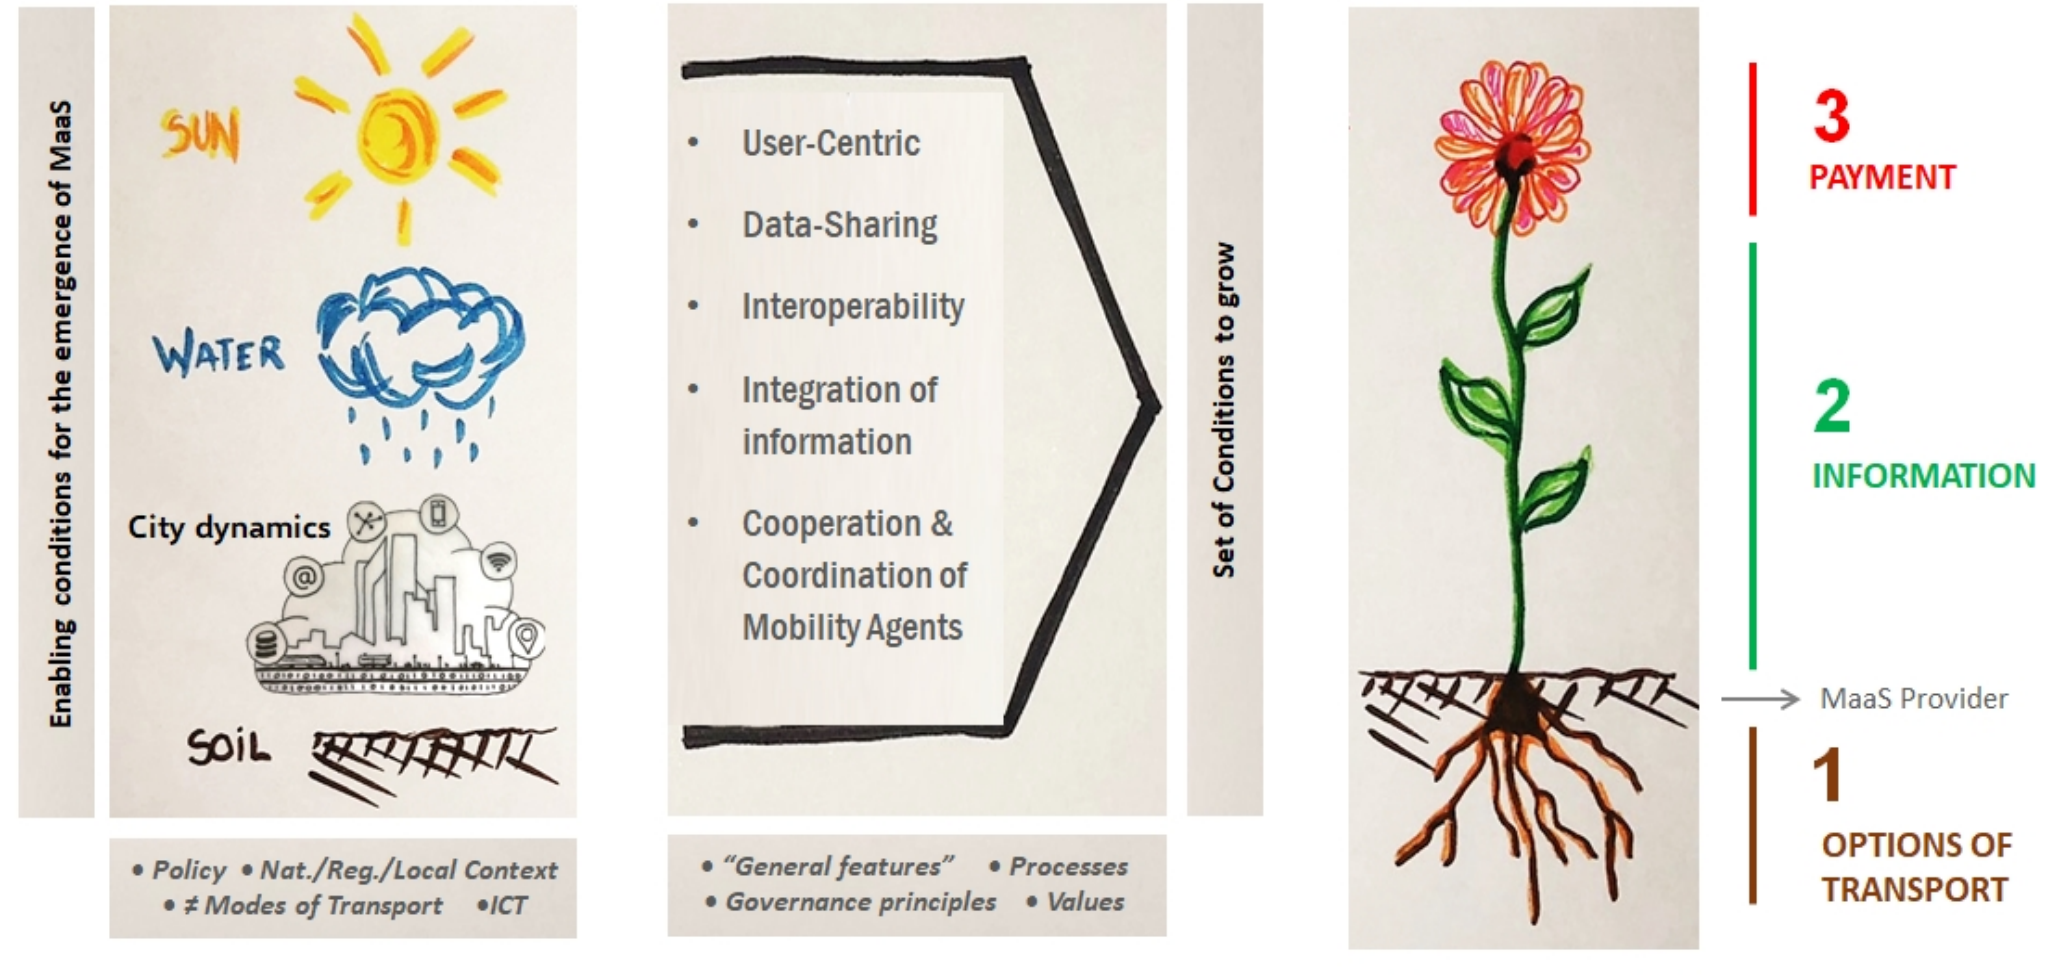 Enabling conditions for the emergence of MaaS
SUN
WATER
City dynamics
@
SOIL
• Policy • Nat./Reg./Local Context
• ≠ Modes of Transport •ICT
• User-Centric
• Data-Sharing
• Interoperability
• Integration of
information
• Cooperation &
Coordination of
Mobility Agents
• “General features” • Processes
• Governance principles • Values
Set of Conditions to grow
3
PAYMENT
2
INFORMATION
MaaS Provider
1
OPTIONS OF
TRANSPORT